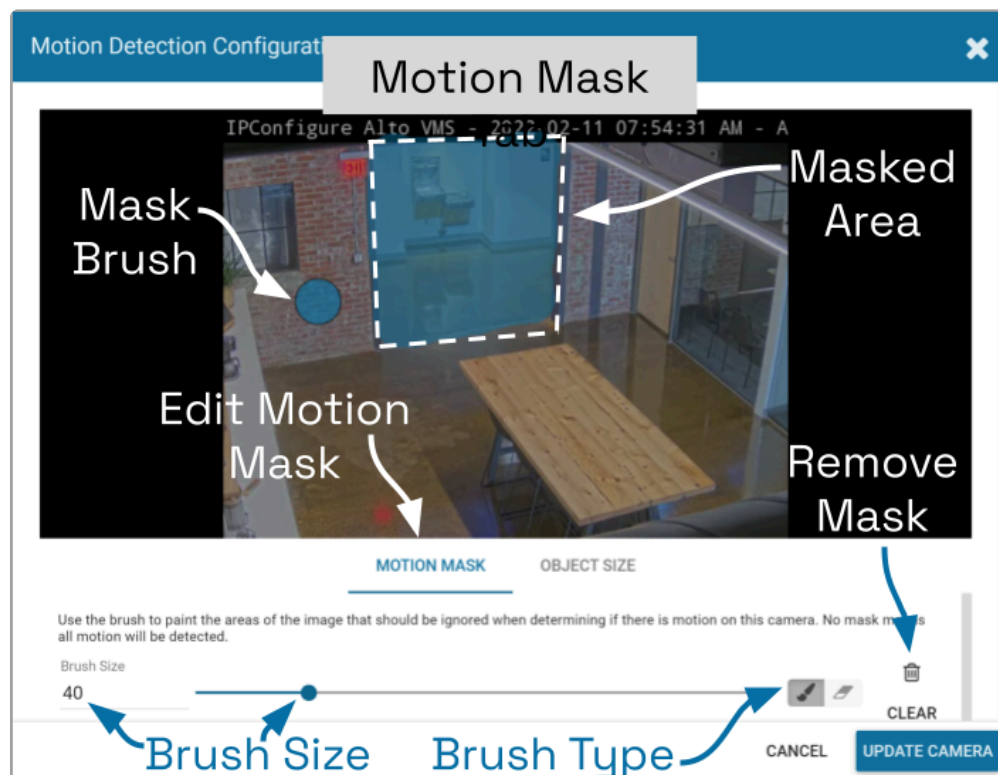 Motion Detection Configurati
Motion Mask
Tab
IPConfigure Alto VMS - 2022-02-11 07:54:31 AM - A
Mask
Brush
Masked
Area
Edit Motion
Mask
Remove
Mask
MOTION MASK
OBJECT SIZE
Use the brush to paint the areas of the image that should be ignored when determining if there is motion on this camera. No mask m s
all motion will be detected.
Brush Size
40
CLEAR
Brush Size
Brush Type
CANCEL
UPDATE CAMERA